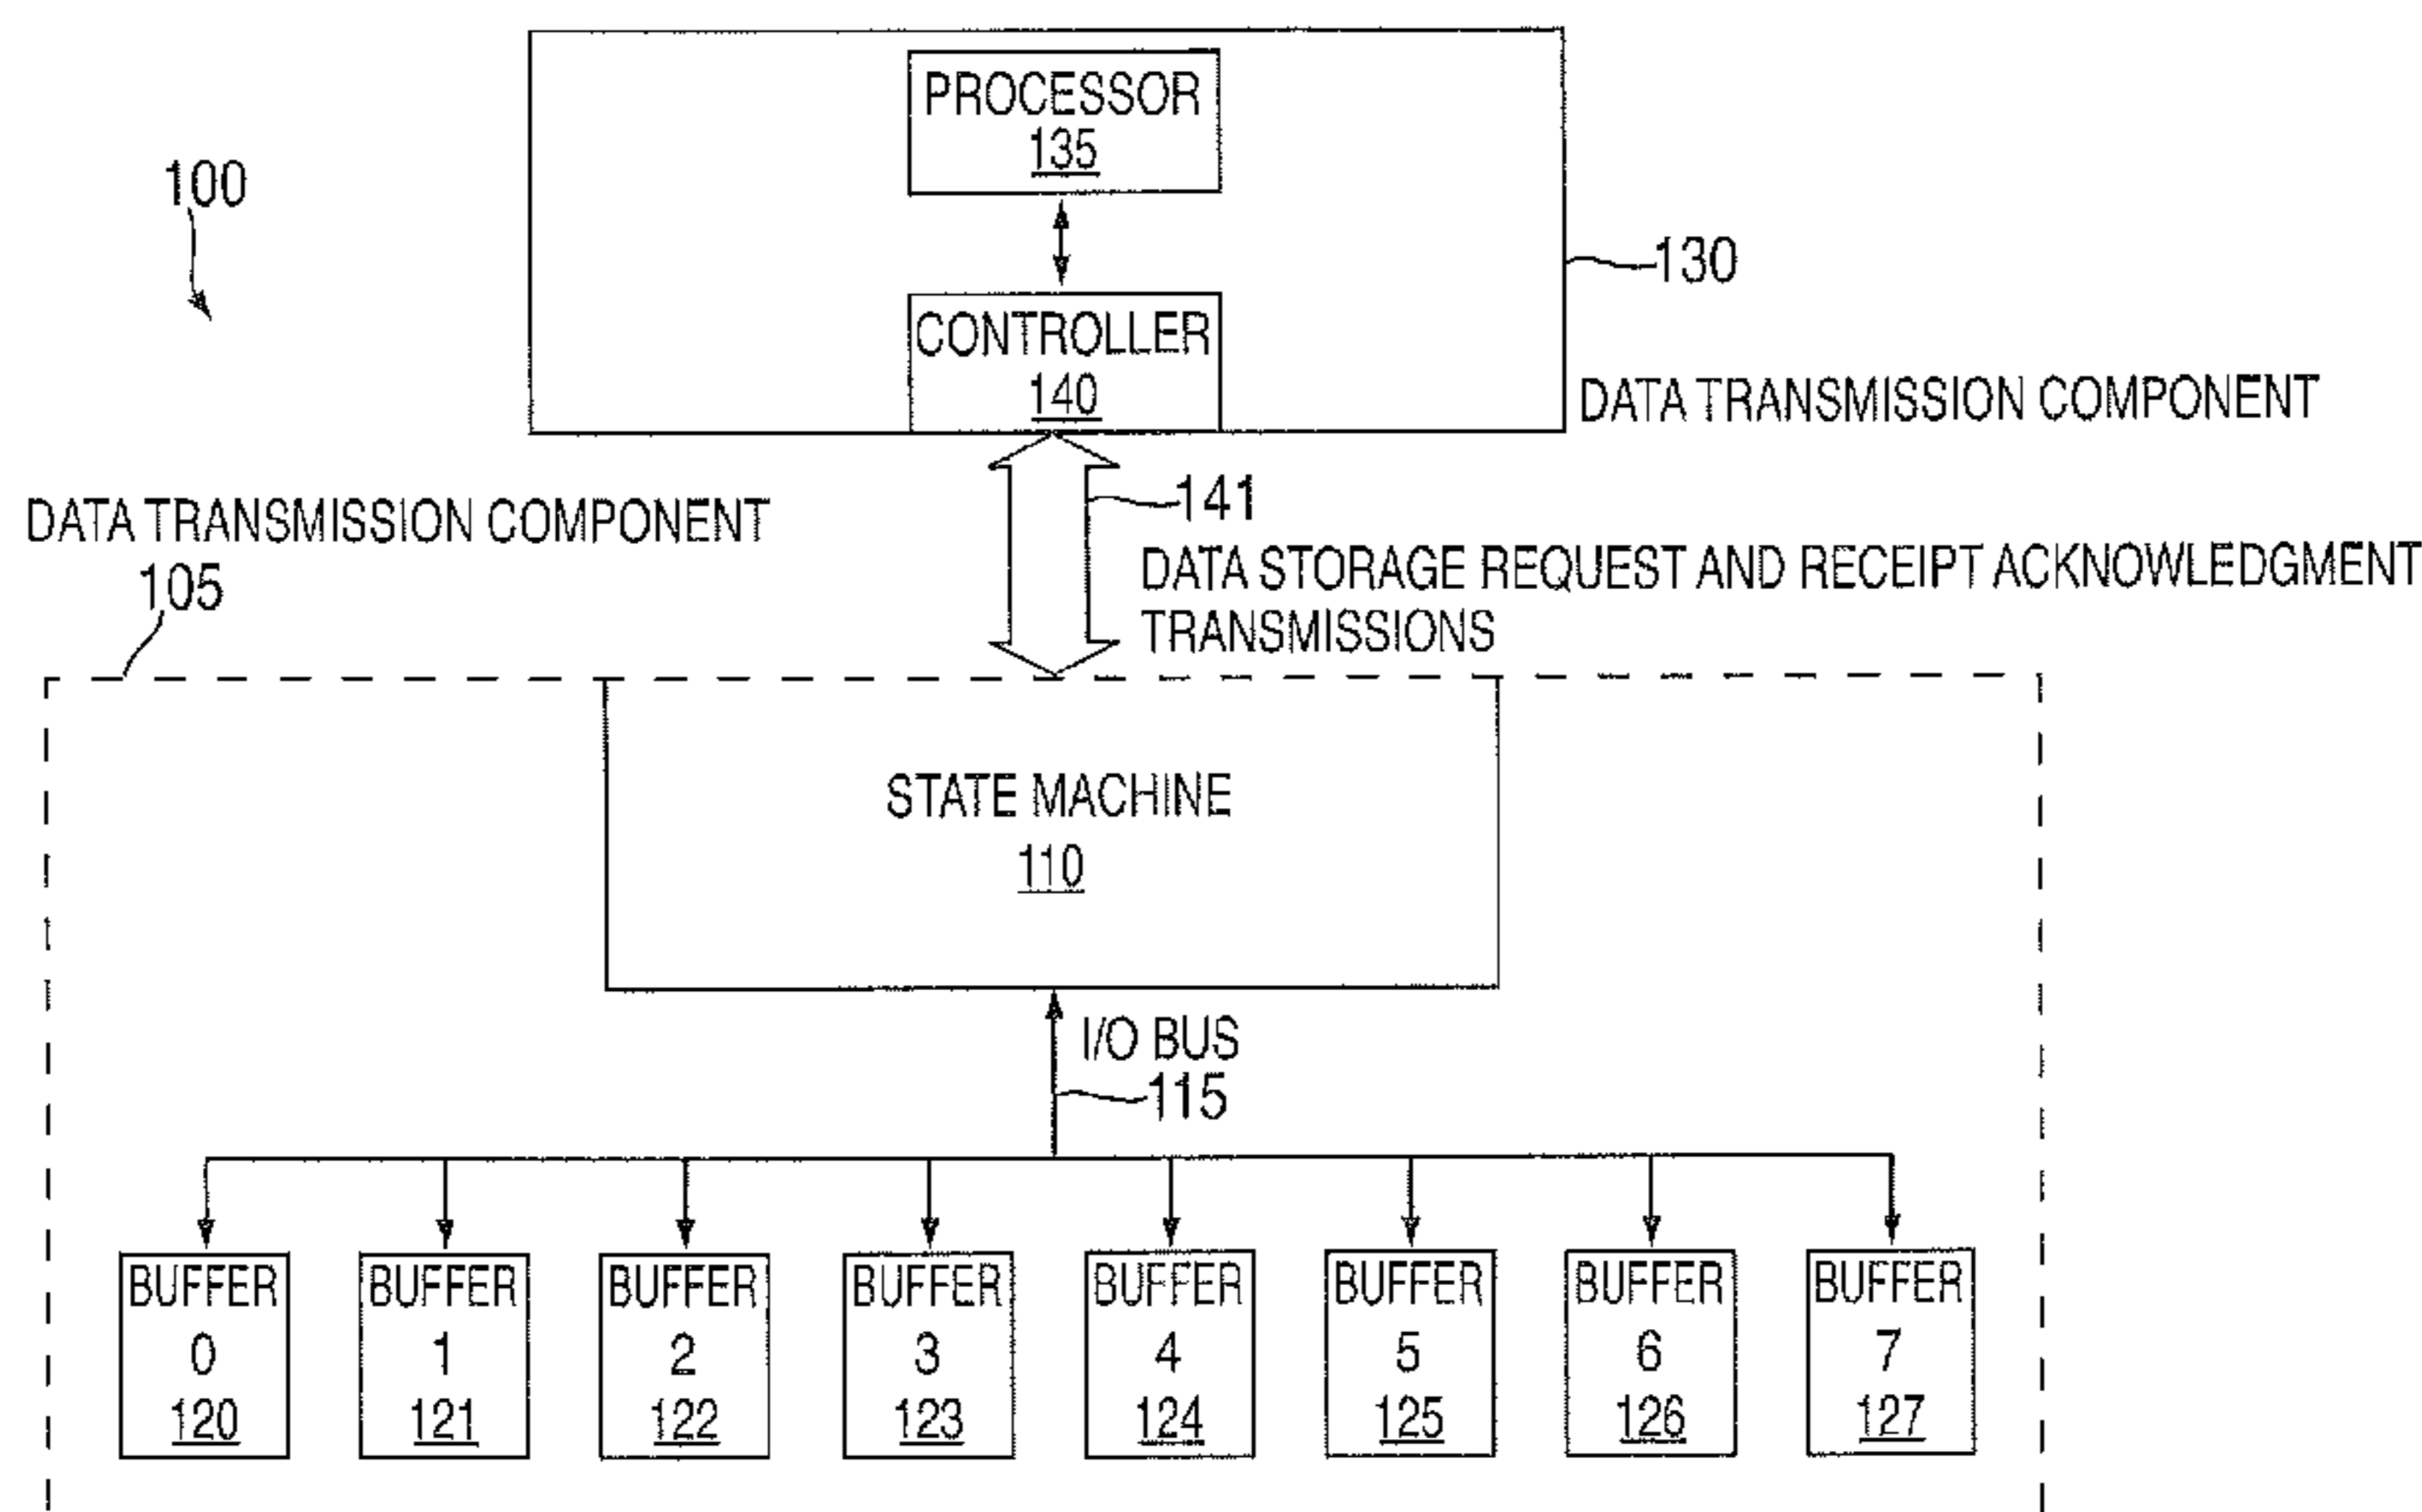 PROCESSOR
135
100
130
CONTROLLER
140
DATA TRANSMISSION COMPONENT
141
DATA TRANSMISSION COMPONENT
105
DATA STORAGE REQUEST AND RECEIPT ACKNOWLEDGMENT
TRANSMISSIONS
STATE MACHINE
110
I/O BUS
115
BUFFER
0
120
BUFFER
1
121
BUFFER
2
122
BUFFER
3
123
BUFFER
4
124
BUFFER
5
125
BUFFER
6
126
BUFFER
7
127